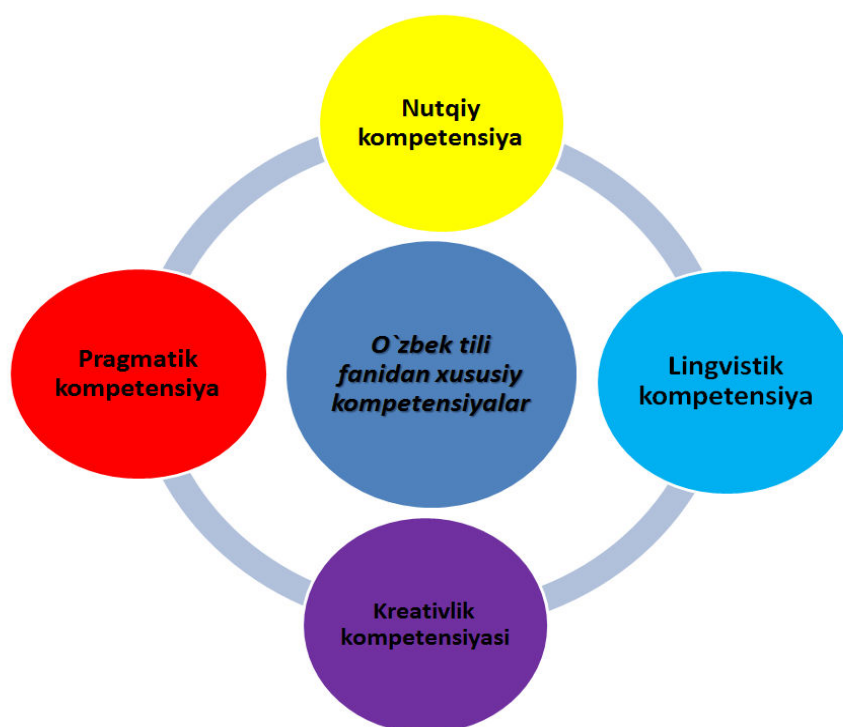 Nutqiy
kompetensiya
Pragmatik
kompetensiya
O`zbek tili
fanidan xususiy
kompetensiyalar
Lingvistik
kompetensiya
Kreativlik
kompetensiyasi